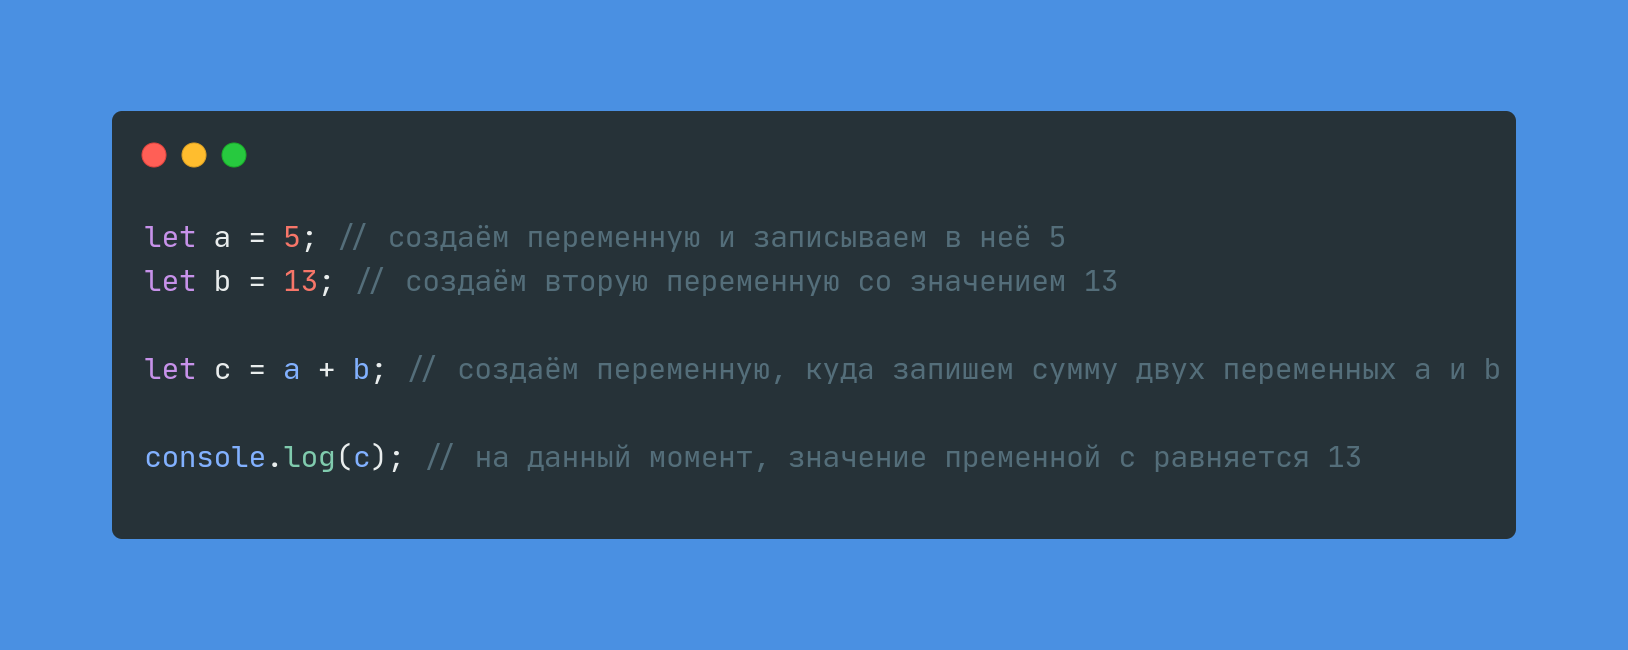 let a = 5; // создаём переменную и записываем в неё 5
let b = 13; // создаём вторую переменную со значением 13
let c = a + b; // создаём переменную, куда запишем сумму двух переменных a и b
console.log(c); // на данный момент, значение пременной с равняется 13